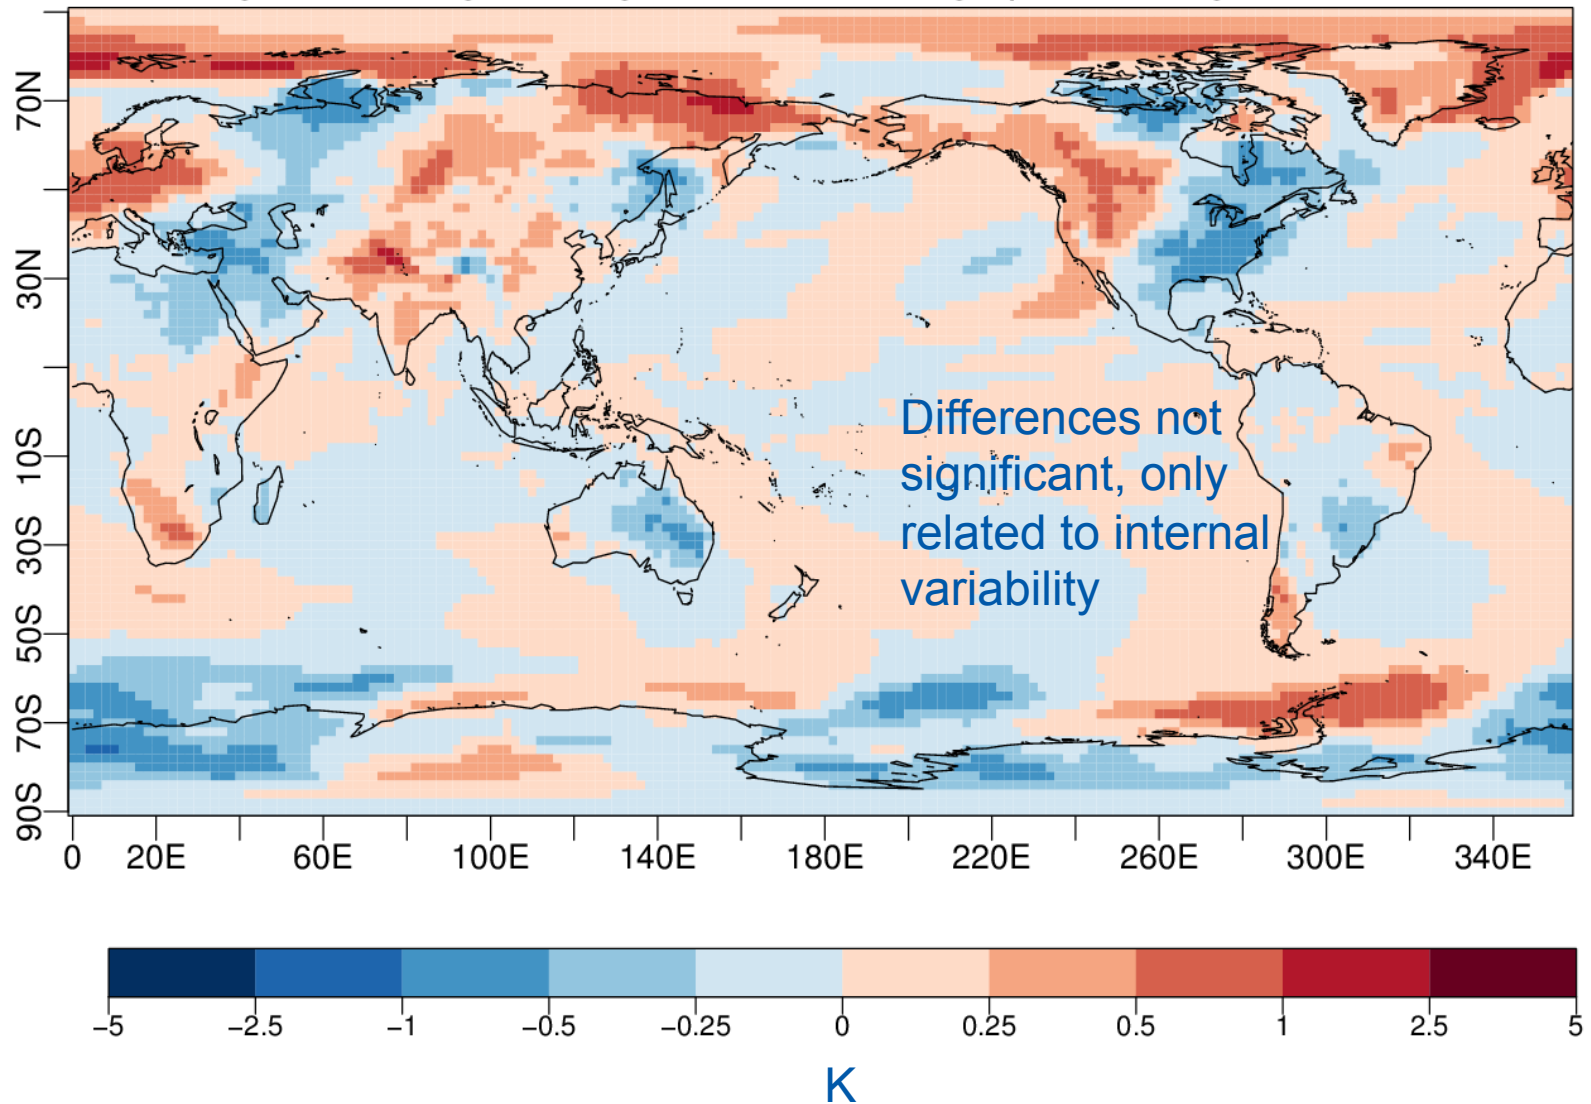 70N
30N
10S
30S
50S
70S
90S
Differences not
significant, only
related to internal
variability
0 20E 60E 100E 140E 180E 220E 260E 300E 340E
−5 −2.5 −1 −0.5 −0.25 0 0.25 0.5 1 2.5 5
K